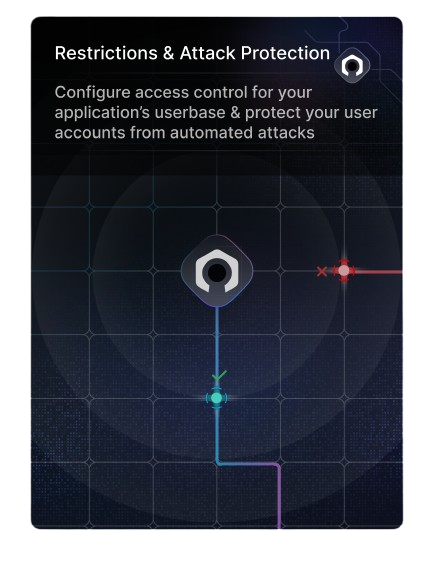 Restrictions & Attack Protection
Configure access control for your
application’s userbase & protect your user
accounts from automated attacks